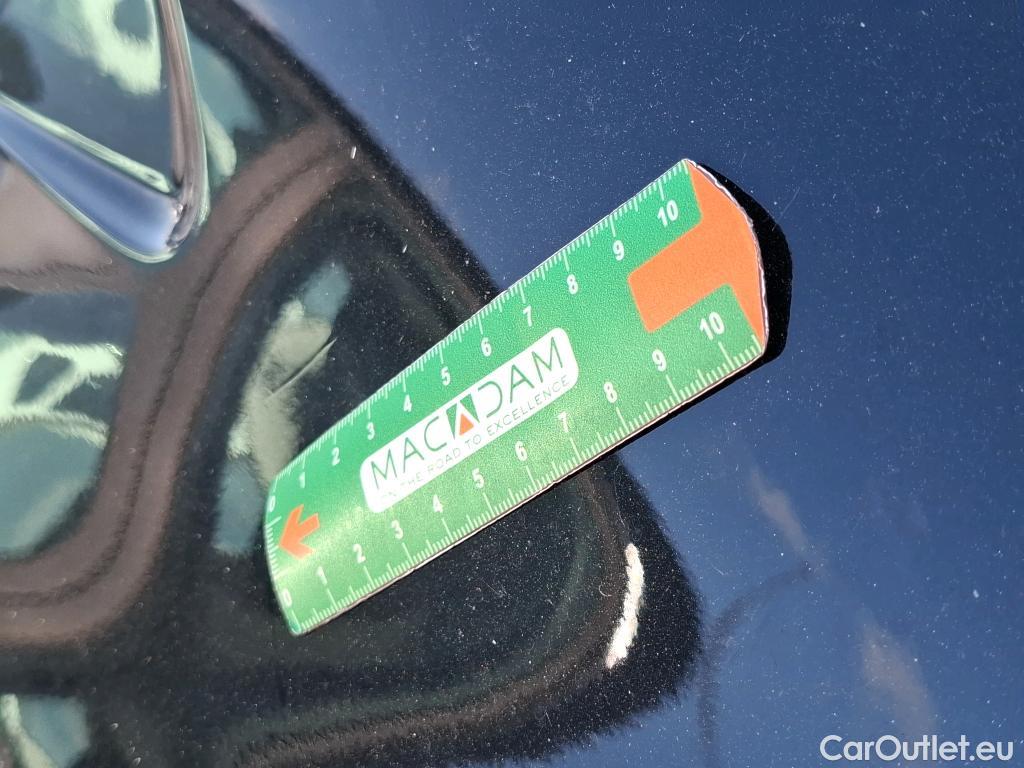 0 1 2 3 4 5 6 7 8 9 10
MACADAM
ON THE ROAD TO EXCELLENCE
0 1 2 3 4 5 6 7 8 9 10
CarOutlet.eu